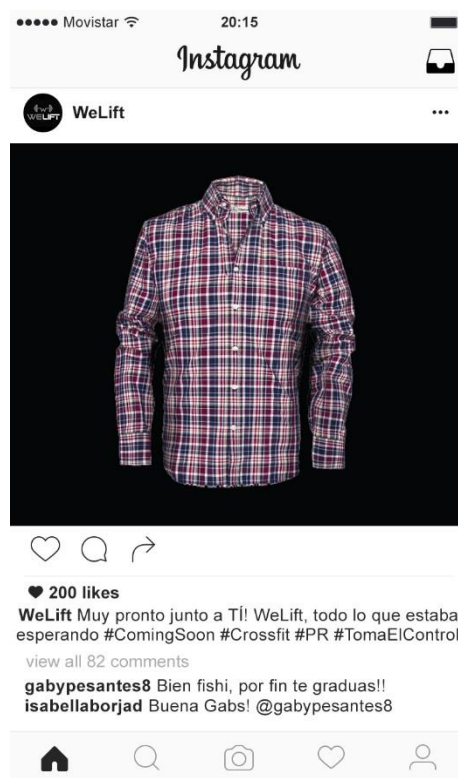 Movistar 20:15
Instagram
WELIFT WeLift
200 likes
WeLift Muy pronto junto a TÍ! WeLift, todo lo que estaba
esperando #ComingSoon #Crossfit #PR #TomaElControl
view all 82 comments
gabypesantes8 Bien fishi, por fin te graduas!!
isabellaborjad Buena Gabs! @gabypesantes8